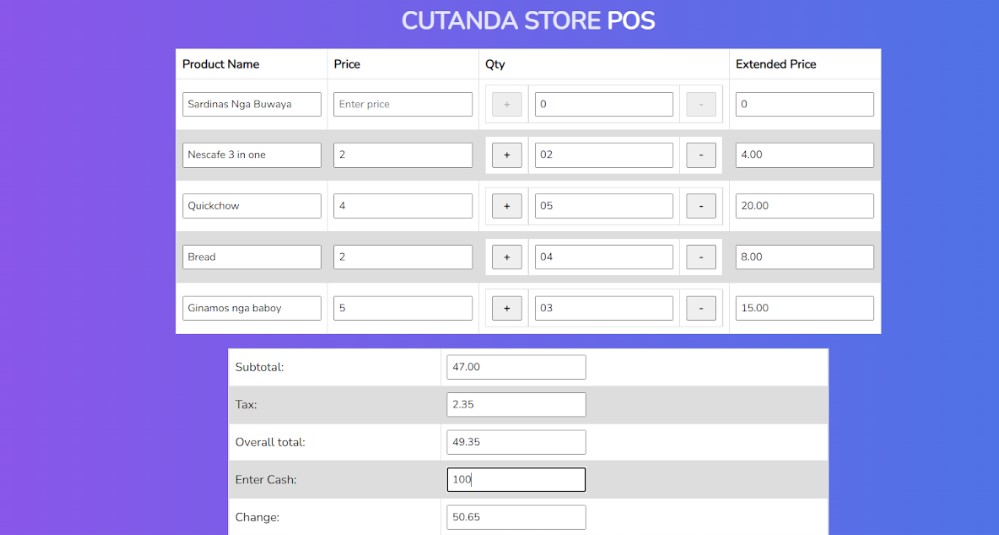 CUTANDA STORE POS
Product Name Price Qty Extended Price
Sardinas Nga Buwaya Enter price + 0 - 0
Nescafe 3 in one 2 + 02 - 4.00
Quickchow 4 + 05 - 20.00
Bread 2 + 04 - 8.00
Ginamos nga baboy 5 + 03 - 15.00
Subtotal: 47.00
Tax: 2.35
Overall total: 49.35
Enter Cash: 100
Change: 50.65